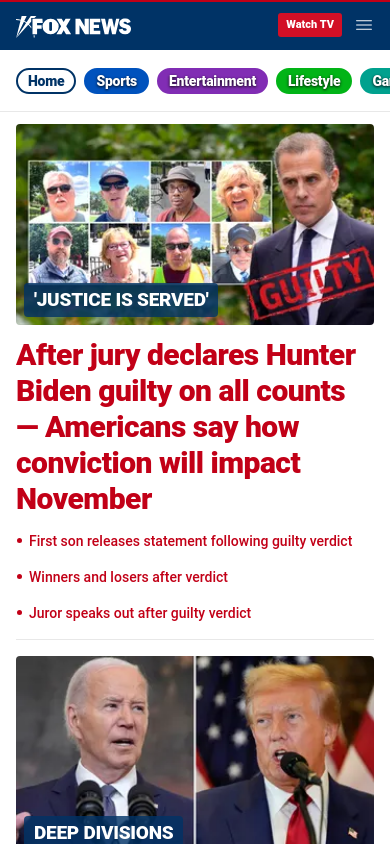 FOX NEWS
Watch TV
Home
Sports
Entertainment
Lifestyle
Ga
GUILTY
'JUSTICE IS SERVED'
After jury declares Hunter
Biden guilty on all counts
— Americans say how
conviction will impact
November
• First son releases statement following guilty verdict
• Winners and losers after verdict
• Juror speaks out after guilty verdict
DEEP DIVISIONS